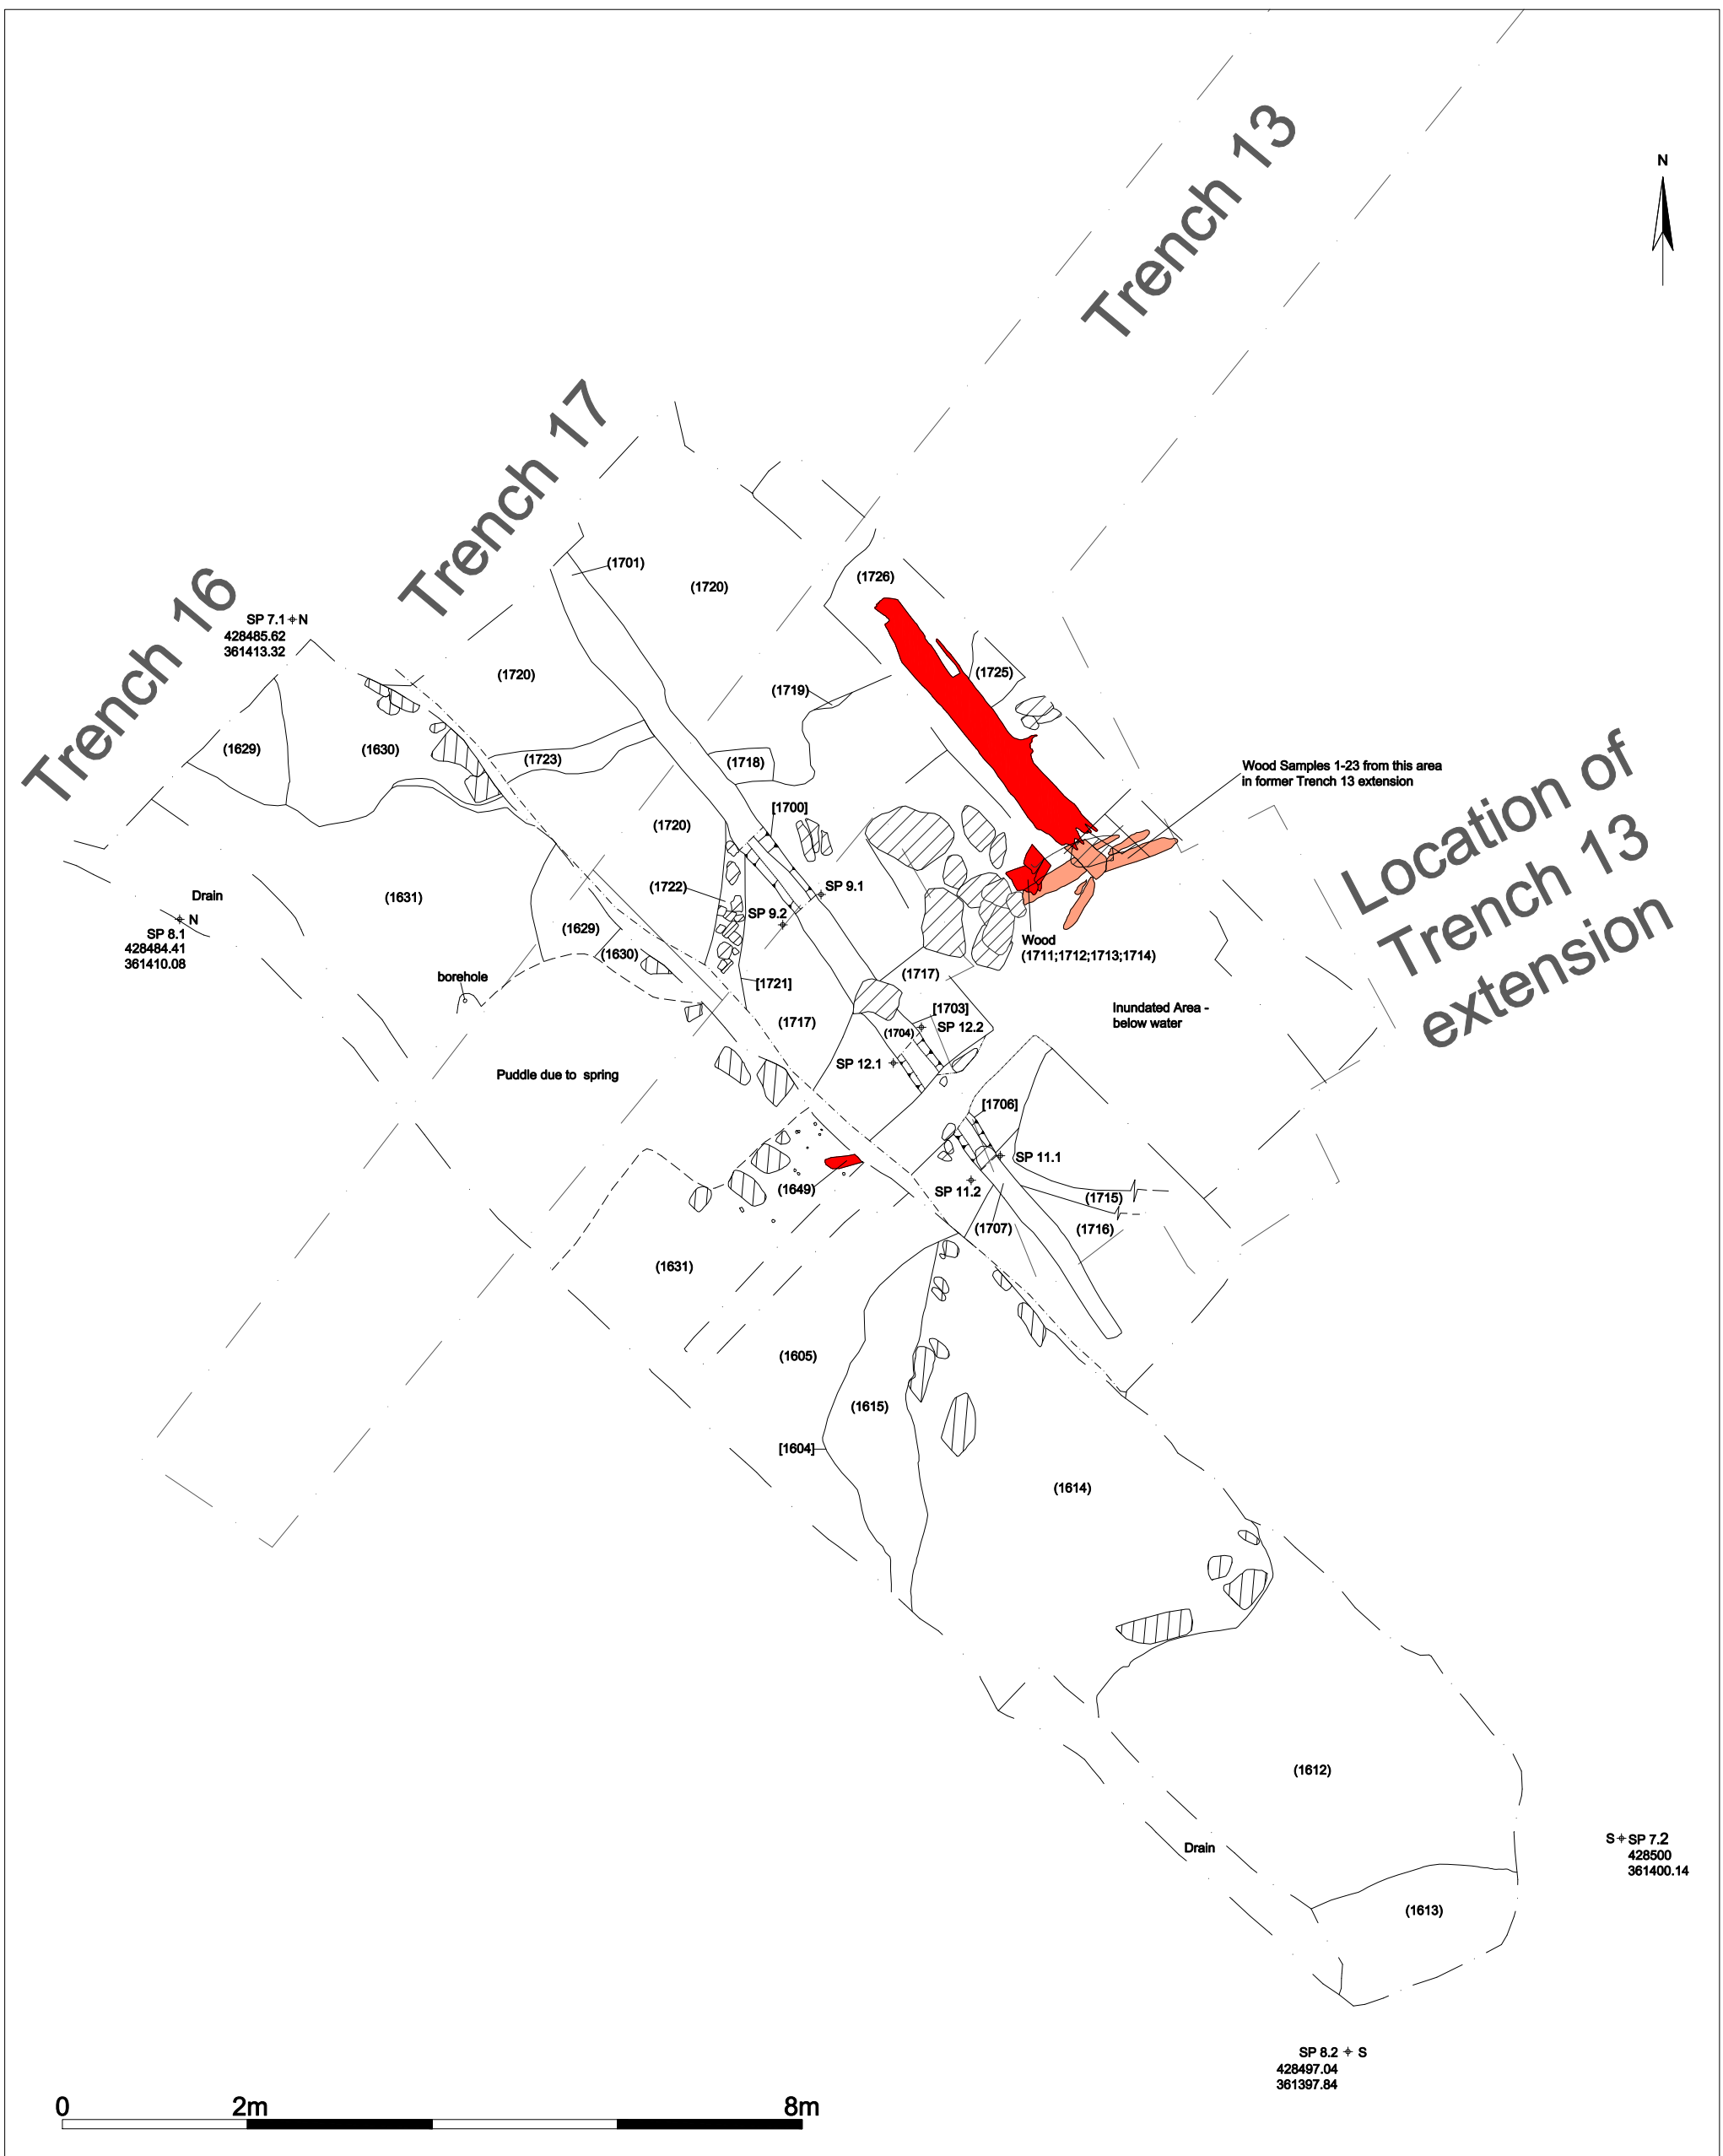 N
Trench 13
Trench 17
Trench 16
(1701)
(1720)
(1726)
SP 7.1 N
428485.62
361413.32
(1720)
(1725)
(1719)
(1629)
(1630)
(1723)
(1718)
Wood Samples 1-23 from this area
in former Trench 13 extension
Location of
Trench 13
extension
[1700]
(1720)
Drain
(1631)
(1722)
SP 9.1
SP 9.2
N
SP 8.1
428484.41
361410.08
(1629)
(1630)
Wood
(1711;1712;1713;1714)
borehole
[1721]
(1717)
(1717)
[1703]
(1704)
SP 12.2
Inundated Area -
below water
SP 12.1
Puddle due to spring
[1706]
SP 11.1
(1649)
SP 11.2
(1715)
(1707)
(1716)
(1631)
(1605)
(1615)
[1604]
(1614)
(1612)
Drain
S SP 7.2
428500
361400.14
(1613)
SP 8.2 S
428497.04
361397.84
0 2m 8m